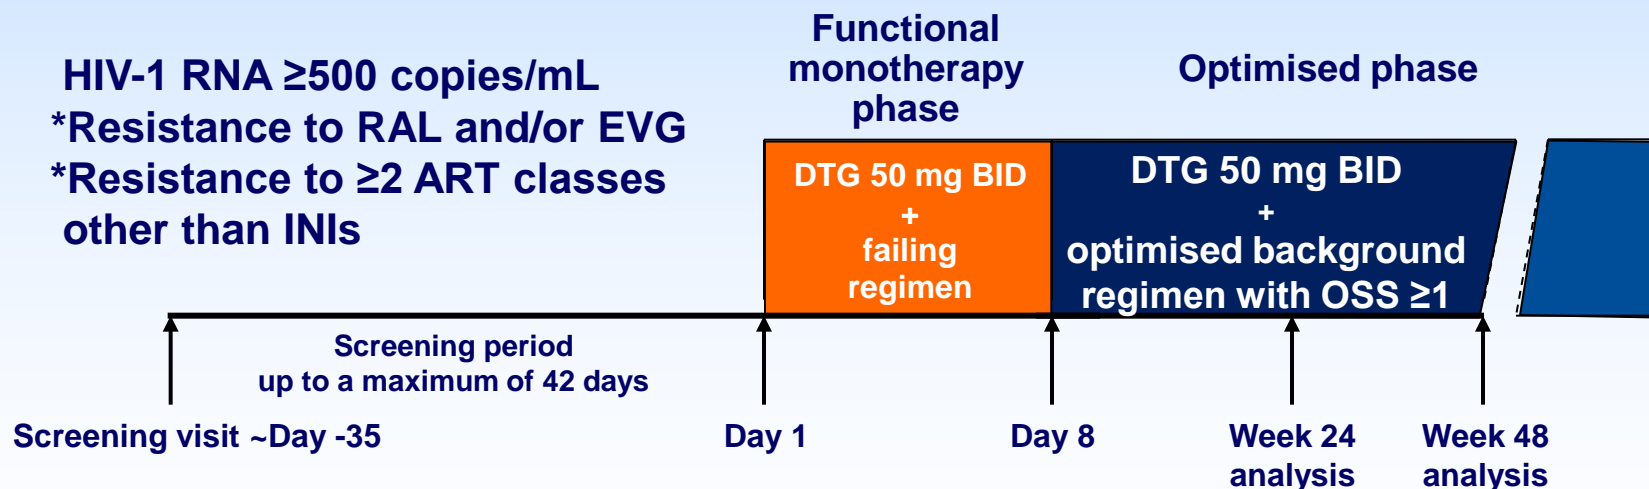 HIV-1 RNA ≥500 copies/mL
*Resistance to RAL and/or EVG
*Resistance to ≥2 ART classes
other than INIs
Functional
monotherapy
phase
Optimised phase
DTG 50 mg BID
+
failing
regimen
DTG 50 mg BID
+
optimised background
regimen with OSS ≥1
Screening period
up to a maximum of 42 days
Screening visit ~Day -35
Day 1
Day 8
Week 24
analysis
Week 48
analysis